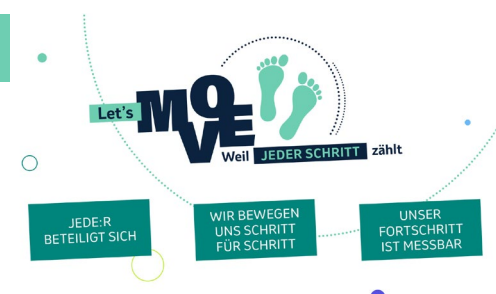 Let's
MOVE
Weil JEDER SCHRITT zählt
JEDE:R
BETEILIGT SICH
WIR BEWEGEN
UNS SCHRITT
FÜR SCHRITT
UNSER
FORTSCHRITT
IST MESSBAR